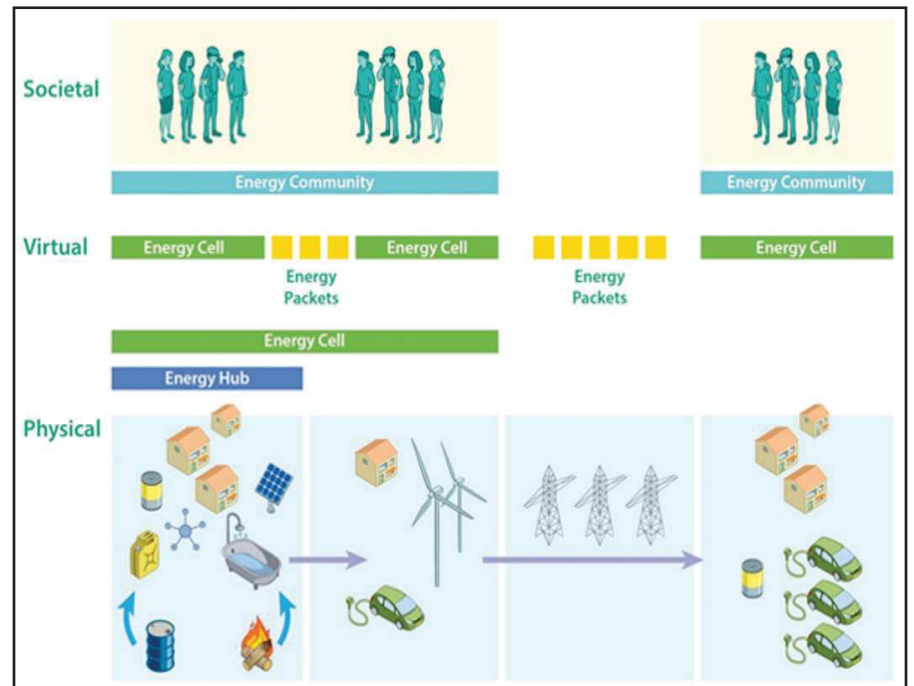 Societal
Energy Community
Energy Community
Virtual
Energy Cell
Energy Cell
Energy Cell
Energy
Packets
Energy
Packets
Energy Cell
Energy Hub
Physical